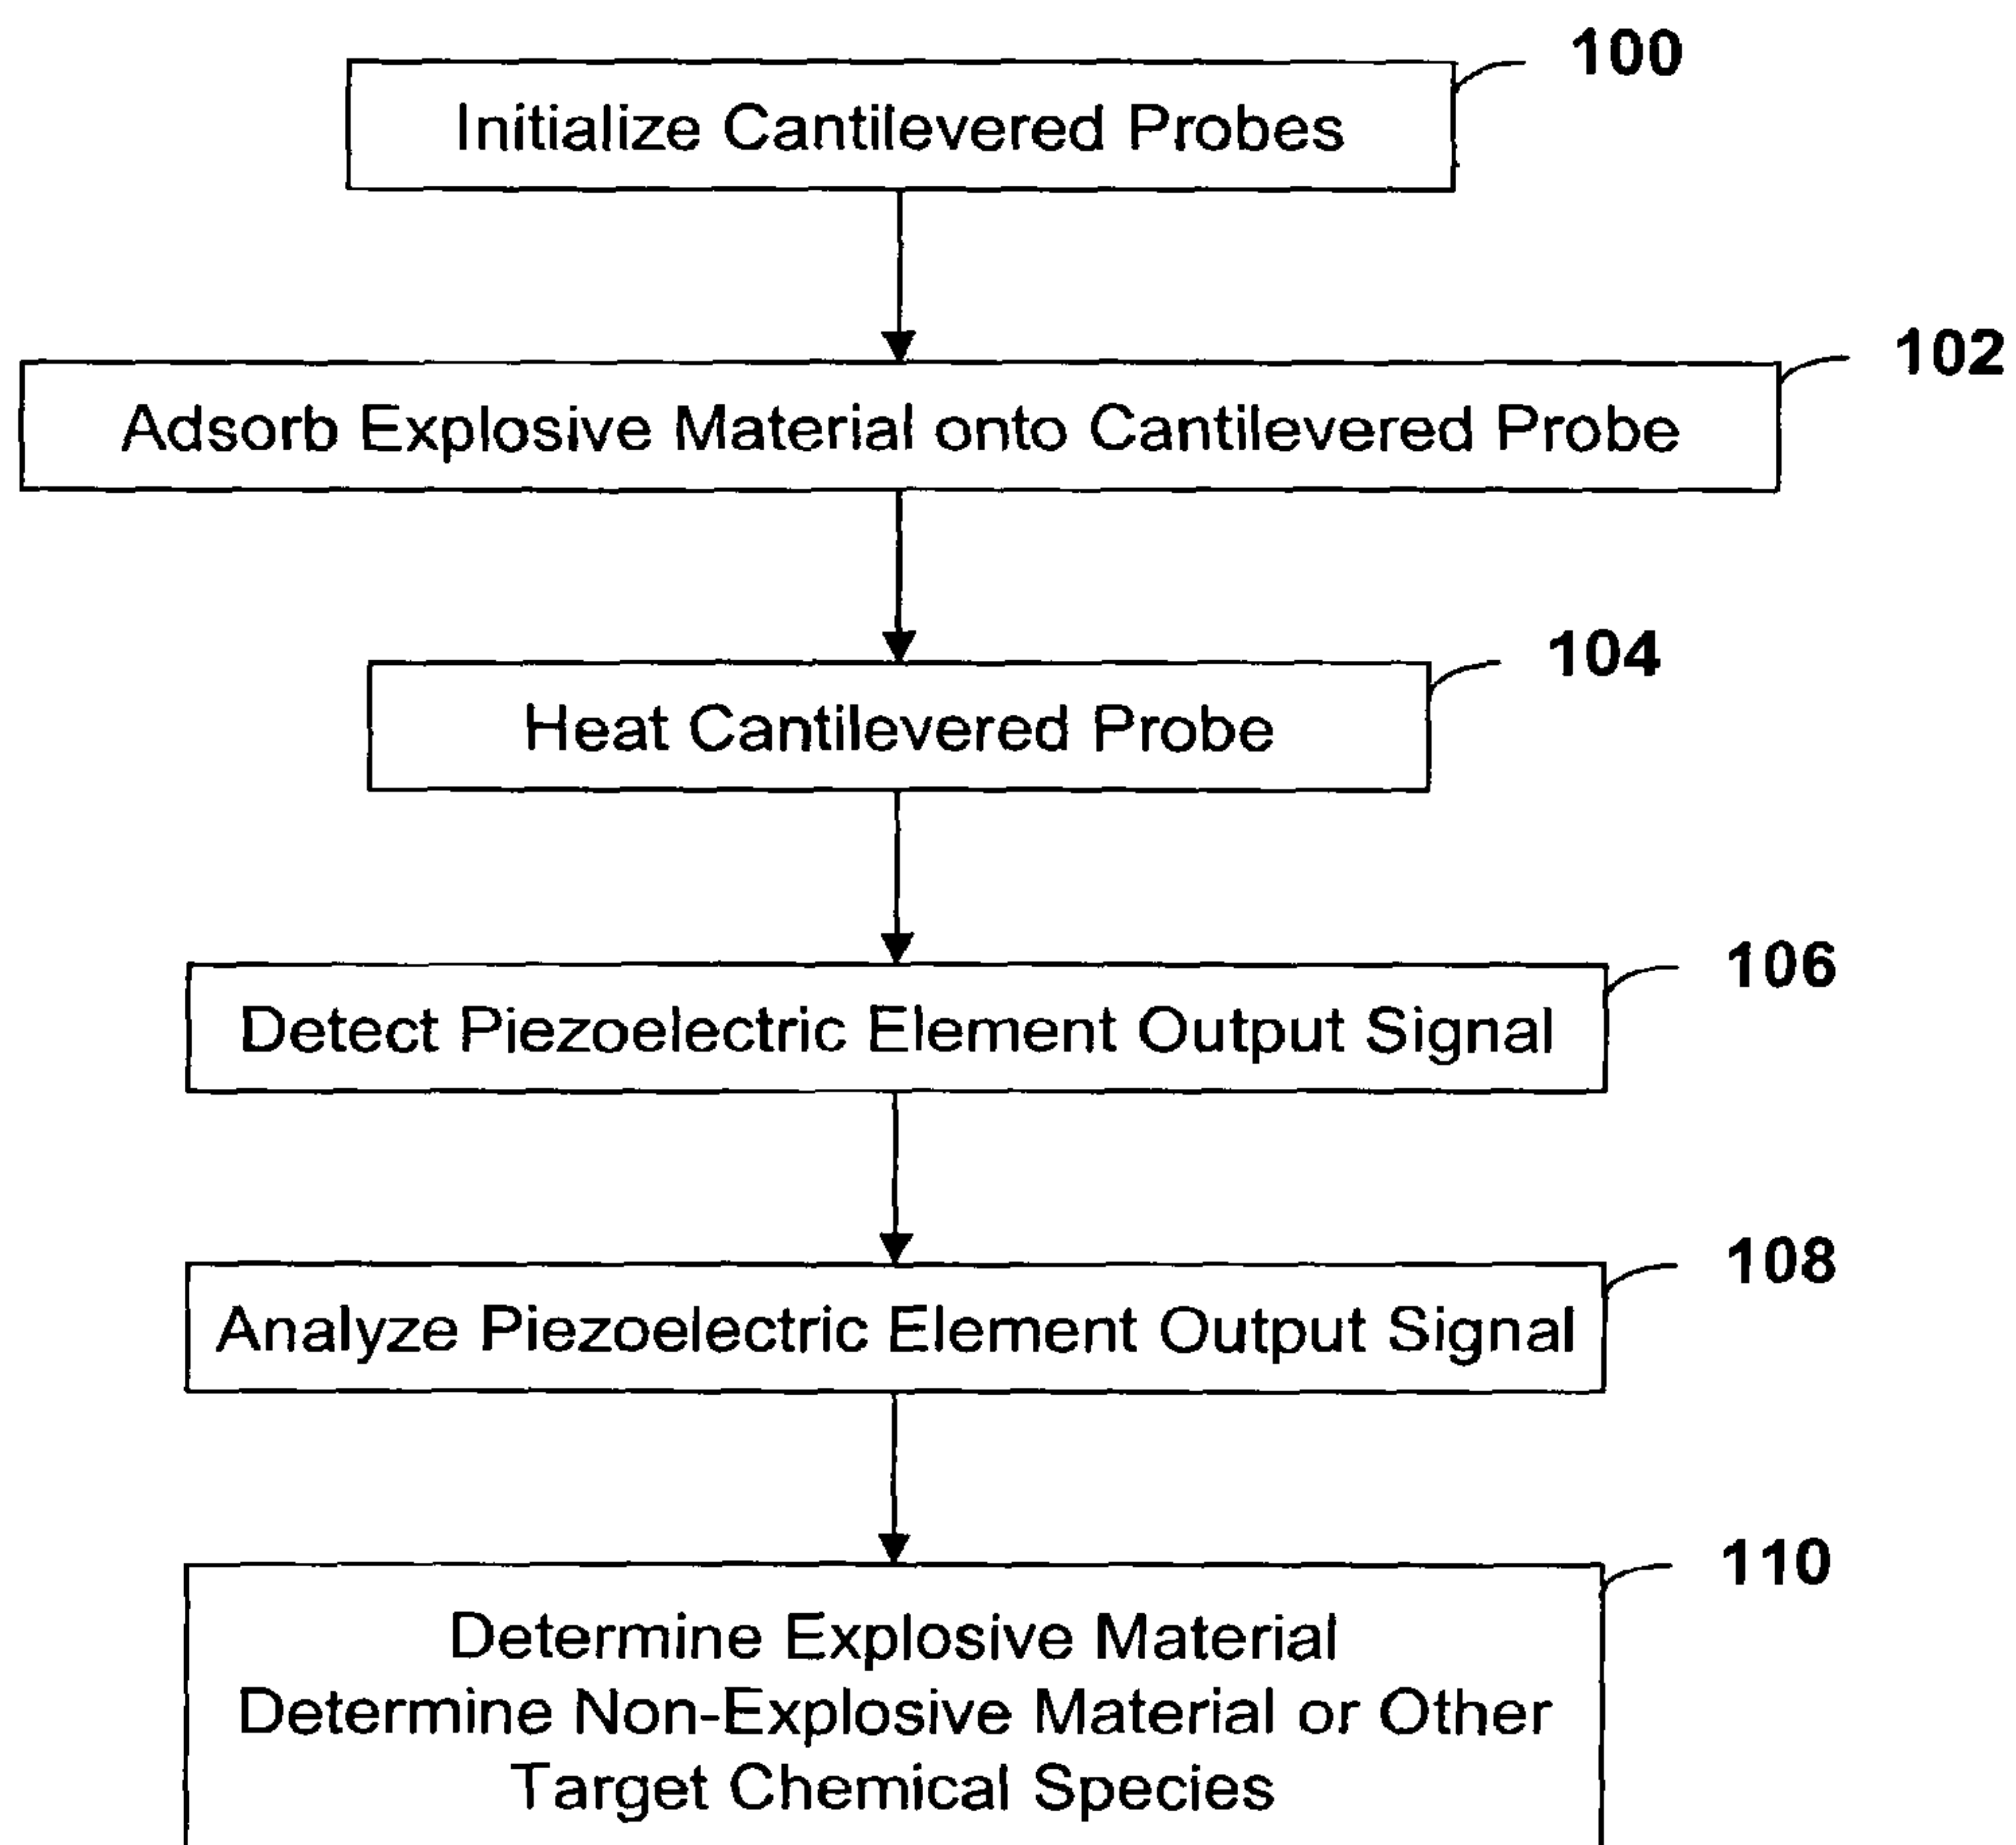 100
Initialize Cantilevered Probes
102
Adsorb Explosive Material onto Cantilevered Probe
104
Heat Cantilevered Probe
106
Detect Piezoelectric Element Output Signal
108
Analyze Piezoelectric Element Output Signal
110
Determine Explosive Material
Determine Non-Explosive Material or Other
Target Chemical Species